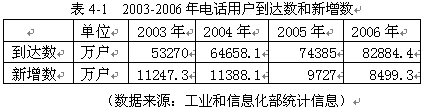 表 4-1 2003-2006 年电话用户到达数和新增数
单位 2003 年 2004 年 2005 年 2006 年
到达数 万户 53270 64658.1 74385 82884.4
新增数 万户 11247.3 11388.1 9727 8499.3
(数据来源：工业和信息化部统计信息)